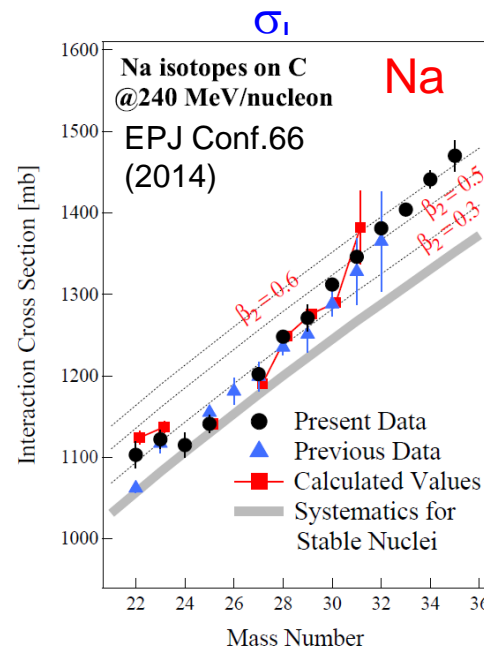 σI
Na isotopes on C
@240 MeV/nucleon
Na
EPJ Conf.66
(2014)
Interaction Cross Section [mb]
1600
1500
1400
1300
1200
1100
1000
β2 = 0.6
β2 = 0.5
β2 = 0.3
Present Data
Previous Data
Calculated Values
Systematics for
Stable Nuclei
22 24 26 28 30 32 34 36
Mass Number